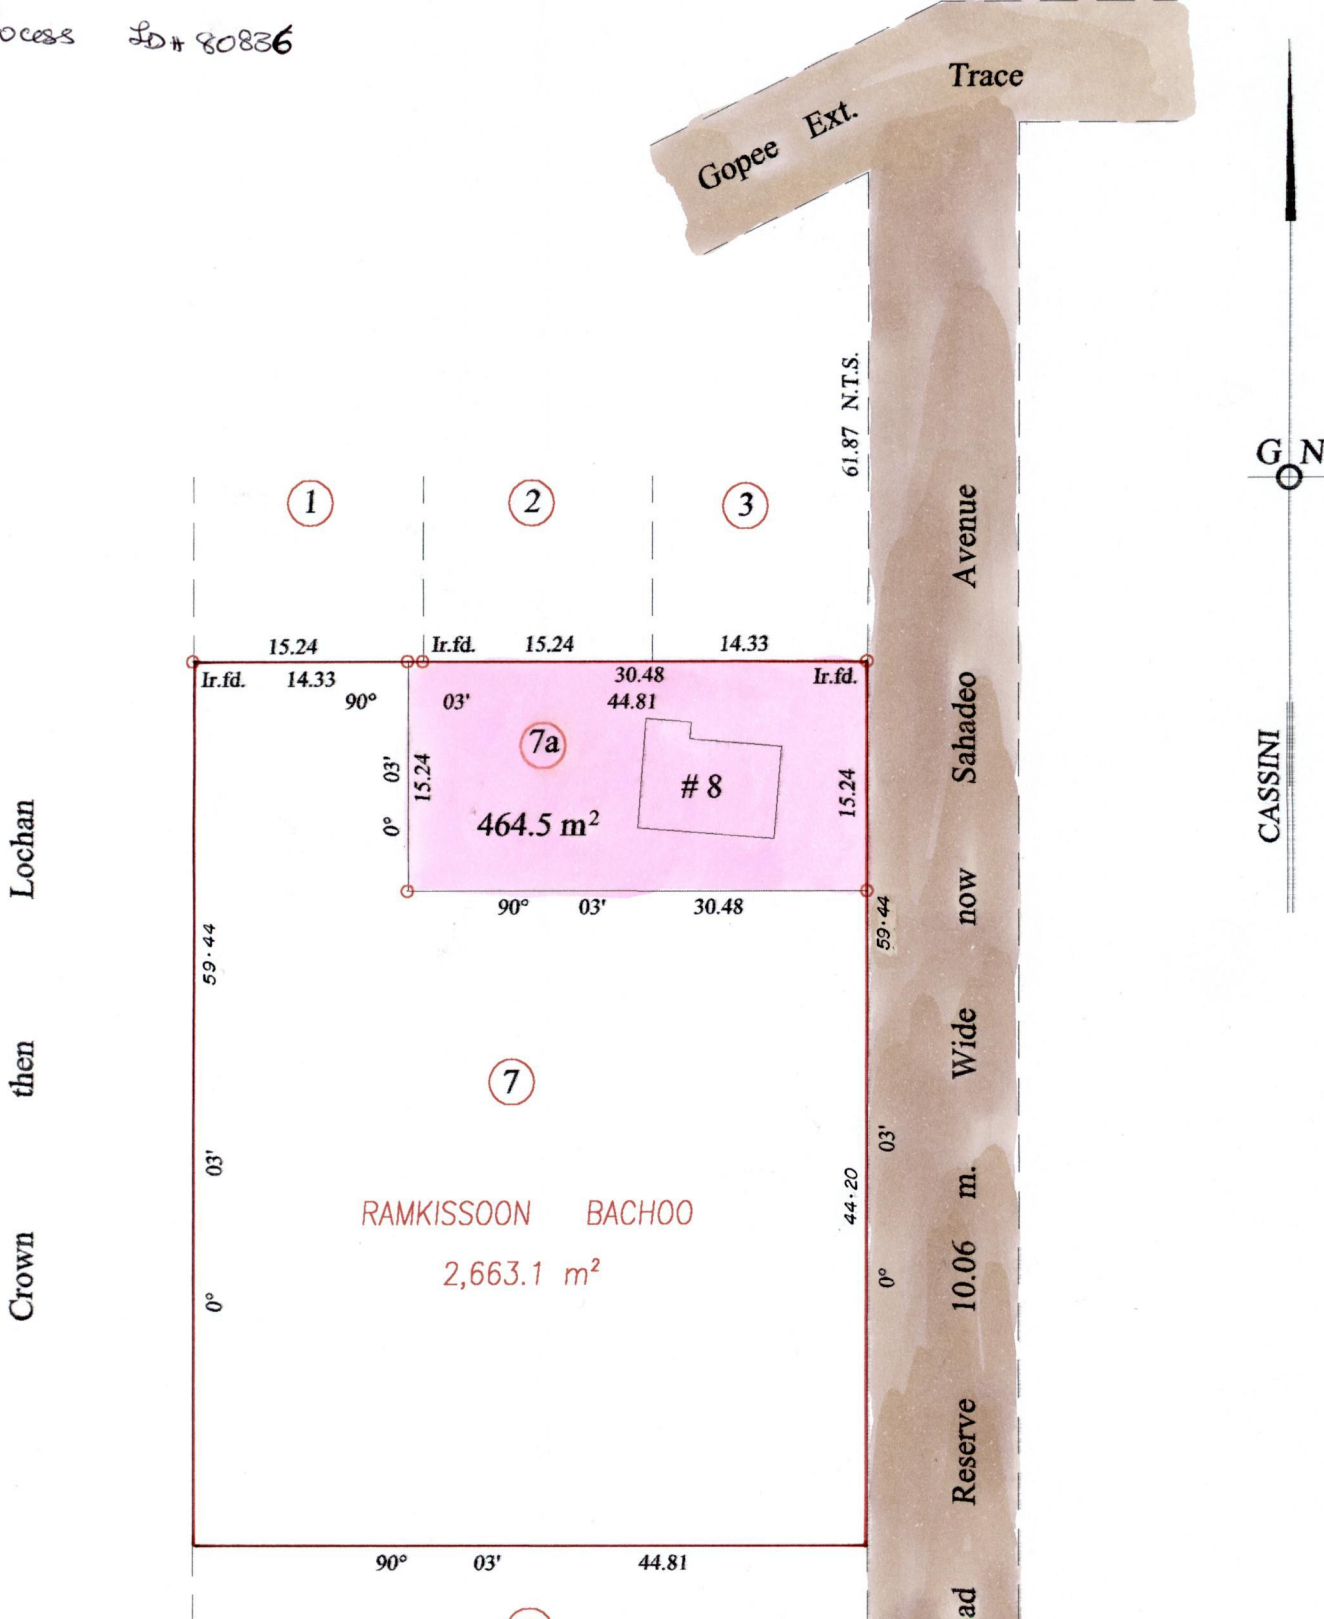 LD# 80836
Gopee Ext. Trace
61.87 N.T.S.
G N
CASSINI
1
2
3
15.24
Ir.fd.
15.24
14.33
Ir.fd.
14.33
30.48
Ir.fd.
90° 03'
44.81
7a
# 8
464.5 m²
0° 03'
15.24
15.24
90° 03' 30.48
0° 03' 59.44
0° 03' 59.44
44.20
7
RAMKISSOON BACHOO
2,663.1 m²
90° 03' 44.81
Crown then Lochan
Reserve 10.06 m. Wide now Sahadeo Avenue